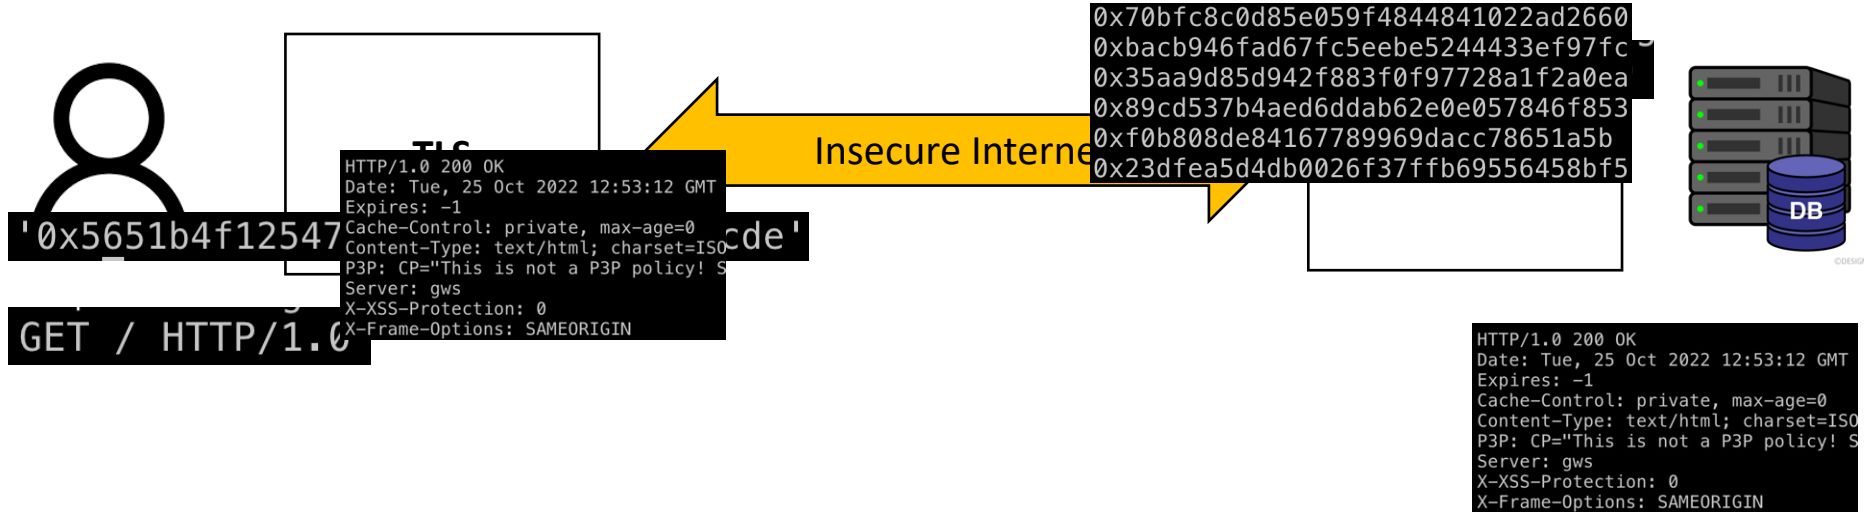 0x70bfc8c0d85e059f4844841022ad2660
0xbacb946fad67fc5eebe5244433ef97fc
0x35aa9d85d942f883f0f97728a1f2a0ea
0x89cd537b4aed6ddab62e0e057846f853
0xf0b808de84167789969dacc78651a5b
0x23dfea5d4db0026f37ffb69556458bf5
TLS
Insecure Interne
HTTP/1.0 200 OK
Date: Tue, 25 Oct 2022 12:53:12 GMT
Expires: -1
Cache-Control: private, max-age=0
Content-Type: text/html; charset=ISO
P3P: CP="This is not a P3P policy! S
Server: gws
X-XSS-Protection: 0
X-Frame-Options: SAMEORIGIN
'0x5651b4f12547
cde'
GET / HTTP/1.0
DB
©DESIGN
HTTP/1.0 200 OK
Date: Tue, 25 Oct 2022 12:53:12 GMT
Expires: -1
Cache-Control: private, max-age=0
Content-Type: text/html; charset=ISO
P3P: CP="This is not a P3P policy! S
Server: gws
X-XSS-Protection: 0
X-Frame-Options: SAMEORIGIN